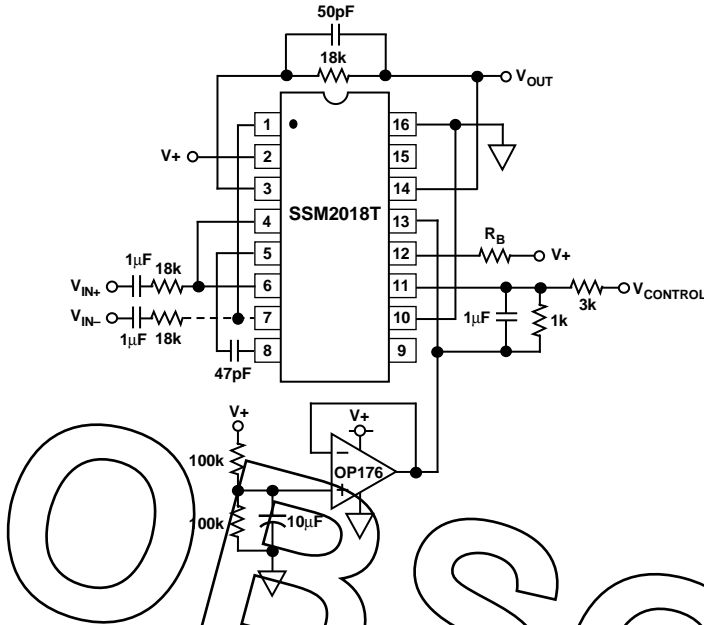 50pF
18k
VOUT
1
16
V+
2
15
3
14
SSM2018T
4
13
RB
5
12
V+
1μF
18k
VIN+
6
11
3k
VCONTROL
VIN–
7
10
1μF
1k
1μF
18k
8
9
47pF
V+
V+
100k
–
OP176
+
100k
10μF
OBSO